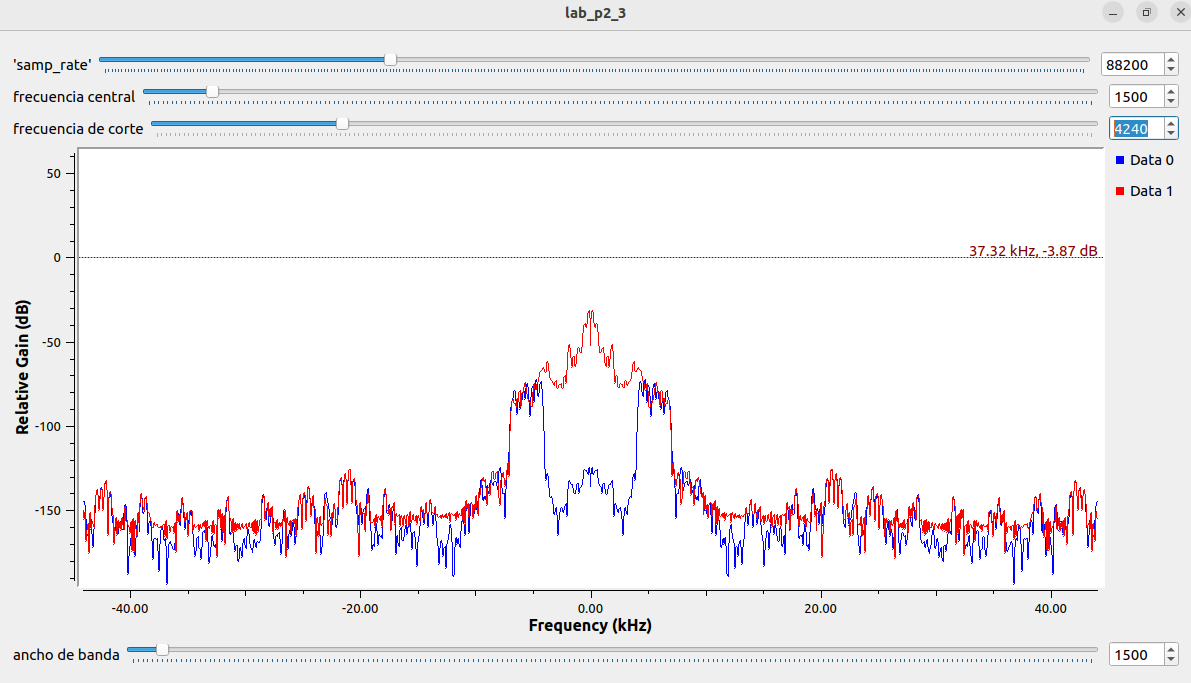 lab_p2_3
'samp_rate' 88200
frecuencia central 1500
frecuencia de corte 4240
Data 0
Data 1
37.32 kHz, -3.87 dB
50
0
-50
-100
-150
Relative Gain (dB)
-40.00 -20.00 0.00 20.00 40.00
Frequency (kHz)
ancho de banda 1500